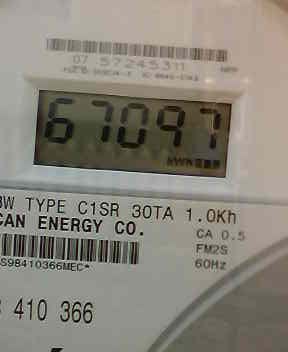 07 57245311
67097
kWh
3W TYPE C1SR 30TA 1.0Kh
CAN ENERGY CO.
CA 0.5
FM2S
60Hz
S98410366MEC*
410 366